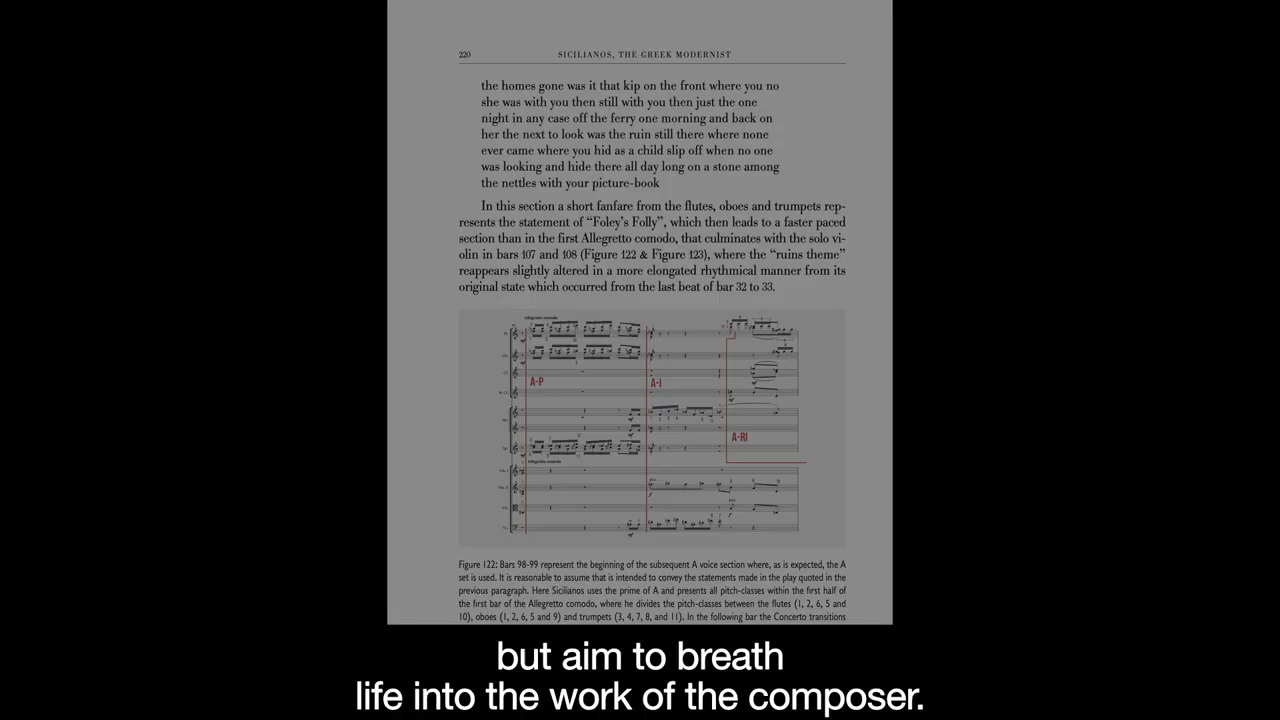 220 SICILIANOS, THE GREEK MODERNIST
the homes gone was it that kip on the front where you no
she was with you then still with you then just the one
night in any case off the ferry one morning and back on
her the next to look was the ruin still there where none
ever came where you hid as a child slip off when no one
was looking and hide there all day long on a stone among
the nettles with your picture-book
In this section a short fanfare from the flutes, oboes and trumpets rep-
resents the statement of “Foley’s Folly”, which then leads to a faster paced
section than in the first Allegretto comodo, that culminates with the solo vi-
olin in bars 107 and 108 (Figure 122 & Figure 123), where the “ruins theme”
reappears slightly altered in a more elongated rhythmical manner from its
original state which occurred from the last beat of bar 32 to 33.
Allegretto comodo
A-P
A-I
A-RI
Allegretto comodo
Figure 122: Bars 98-99 represent the beginning of the subsequent A voice section where, as is expected, the A
set is used. It is reasonable to assume that is intended to convey the statements made in the play quoted in the
previous paragraph. Here Sicilianos uses the prime of A and presents all pitch-classes within the first half of
the first bar of the Allegretto comodo, where he divides the pitch-classes between the flutes (1, 2, 6, 5 and
10), oboes (1, 2, 6, 5 and 9) and trumpets (3, 4, 7, 8, and 11). In the following bar the Concerto transitions
but aim to breath
life into the work of the composer.